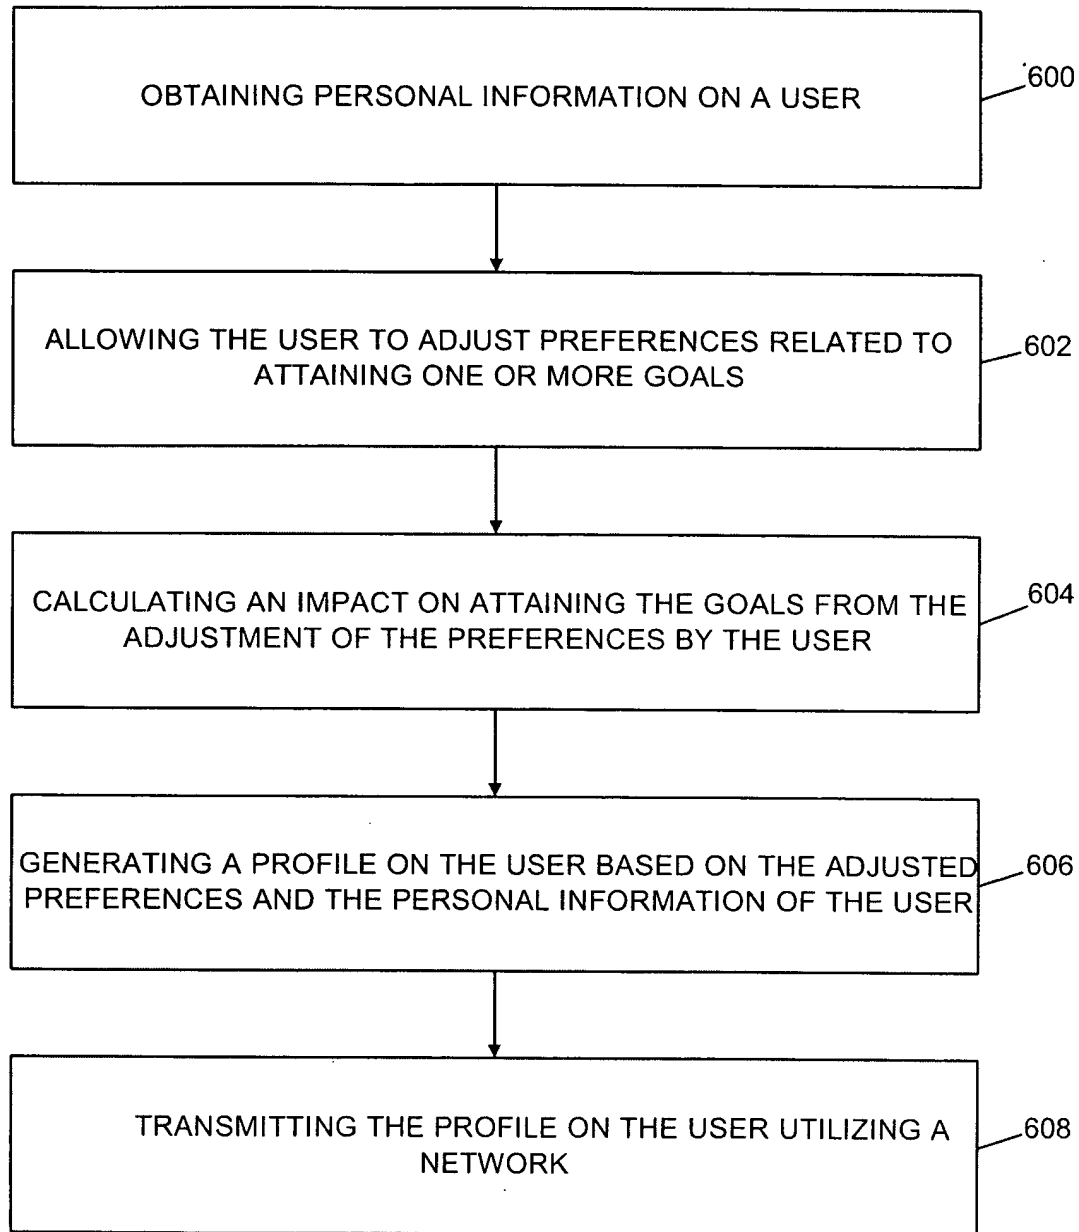 OBTAINING PERSONAL INFORMATION ON A USER
600
ALLOWING THE USER TO ADJUST PREFERENCES RELATED TO
ATTAINING ONE OR MORE GOALS
602
CALCULATING AN IMPACT ON ATTAINING THE GOALS FROM THE
ADJUSTMENT OF THE PREFERENCES BY THE USER
604
GENERATING A PROFILE ON THE USER BASED ON THE ADJUSTED
PREFERENCES AND THE PERSONAL INFORMATION OF THE USER
606
TRANSMITTING THE PROFILE ON THE USER UTILIZING A
NETWORK
608